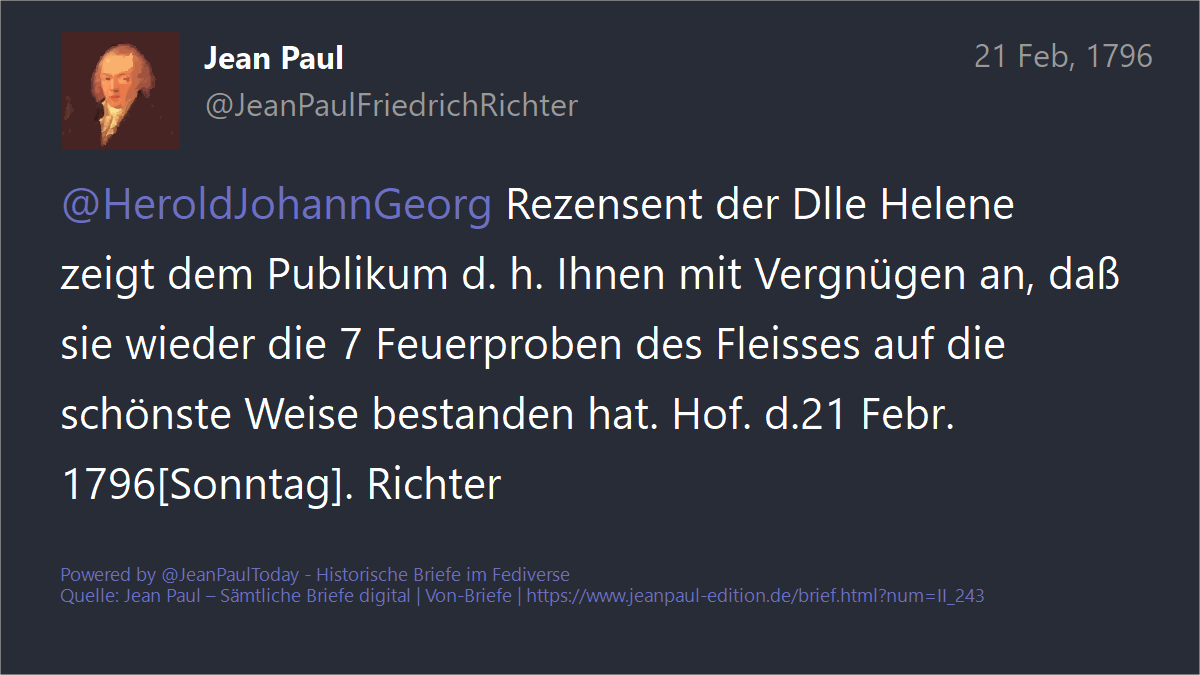 Jean Paul
21 Feb, 1796
@JeanPaulFriedrichRichter
@HeroldJohannGeorg Rezensent der Dlle Helene
zeigt dem Publikum d. h. Ihnen mit Vergnügen an, daß
sie wieder die 7 Feuerproben des Fleisses auf die
schönste Weise bestanden hat. Hof. d.21 Febr.
1796[Sonntag]. Richter
Powered by @JeanPaulToday - Historische Briefe im Fediverse
Quelle: Jean Paul – Sämtliche Briefe digital | Von-Briefe | https://www.jeanpaul-edition.de/brief.html?num=II_243